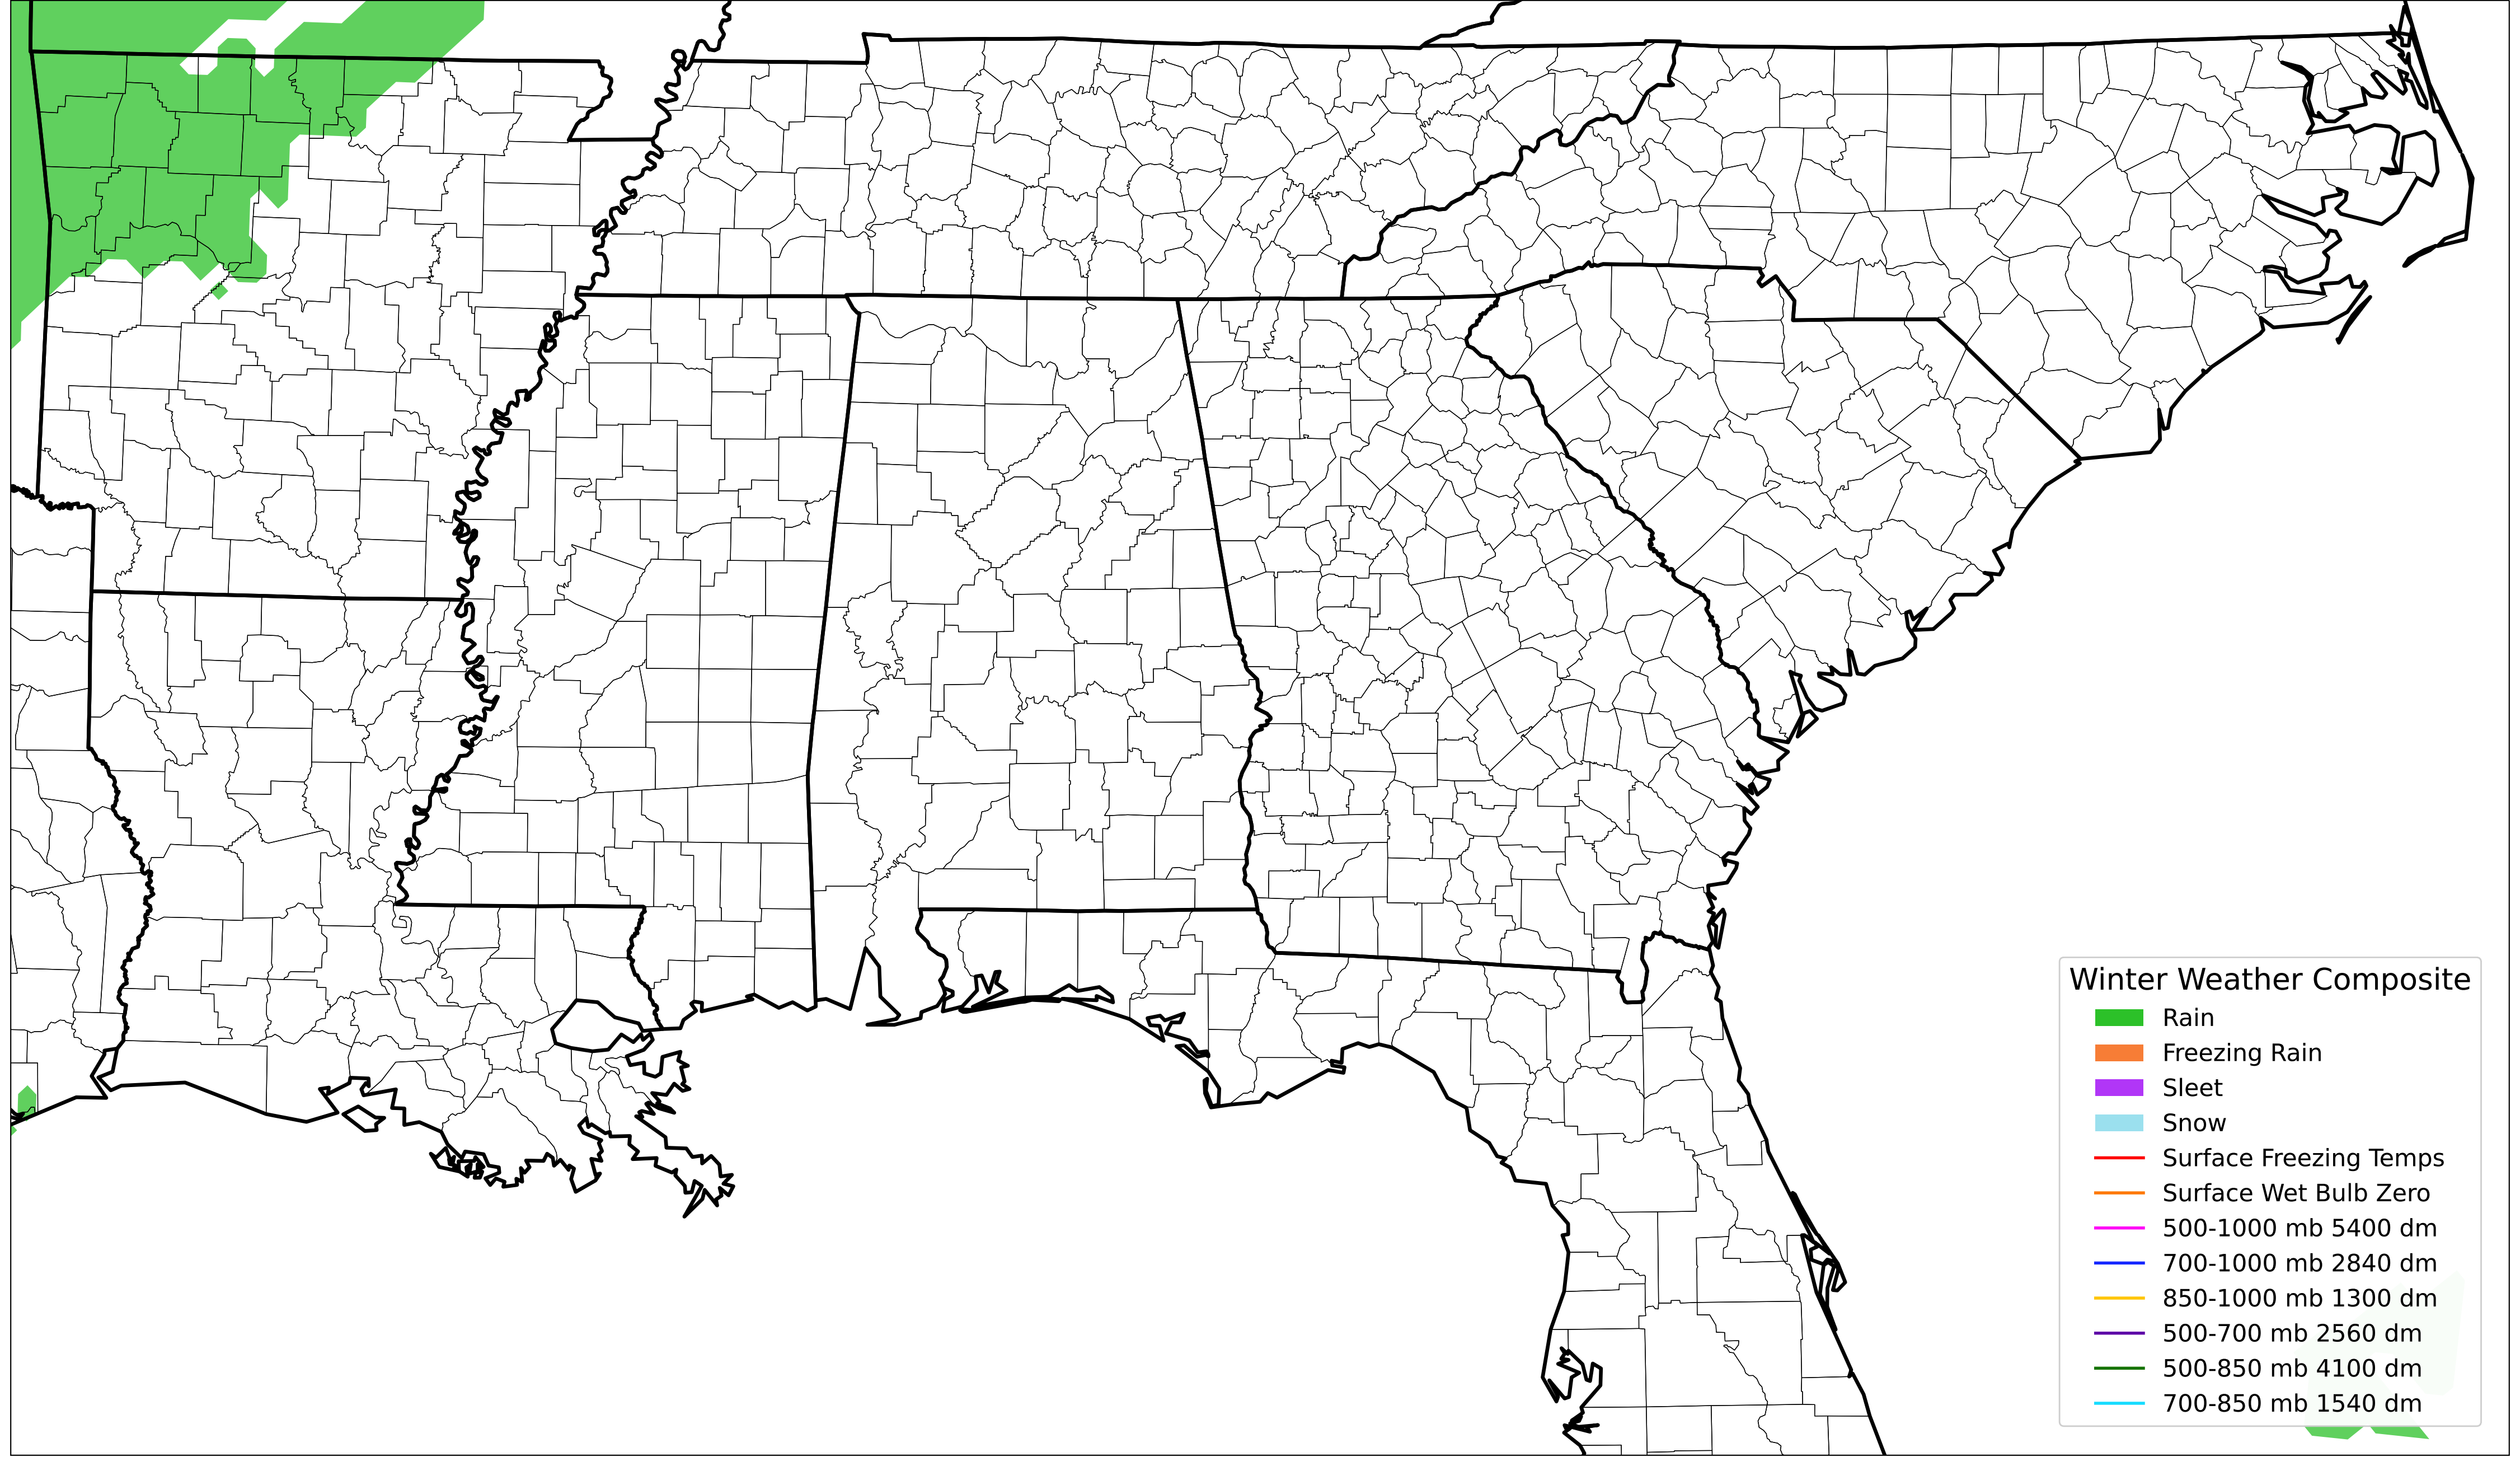 Winter Weather Composite
Rain
Freezing Rain
Sleet
Snow
Surface Freezing Temps
Surface Wet Bulb Zero
500-1000 mb 5400 dm
700-1000 mb 2840 dm
850-1000 mb 1300 dm
500-700 mb 2560 dm
500-850 mb 4100 dm
700-850 mb 1540 dm